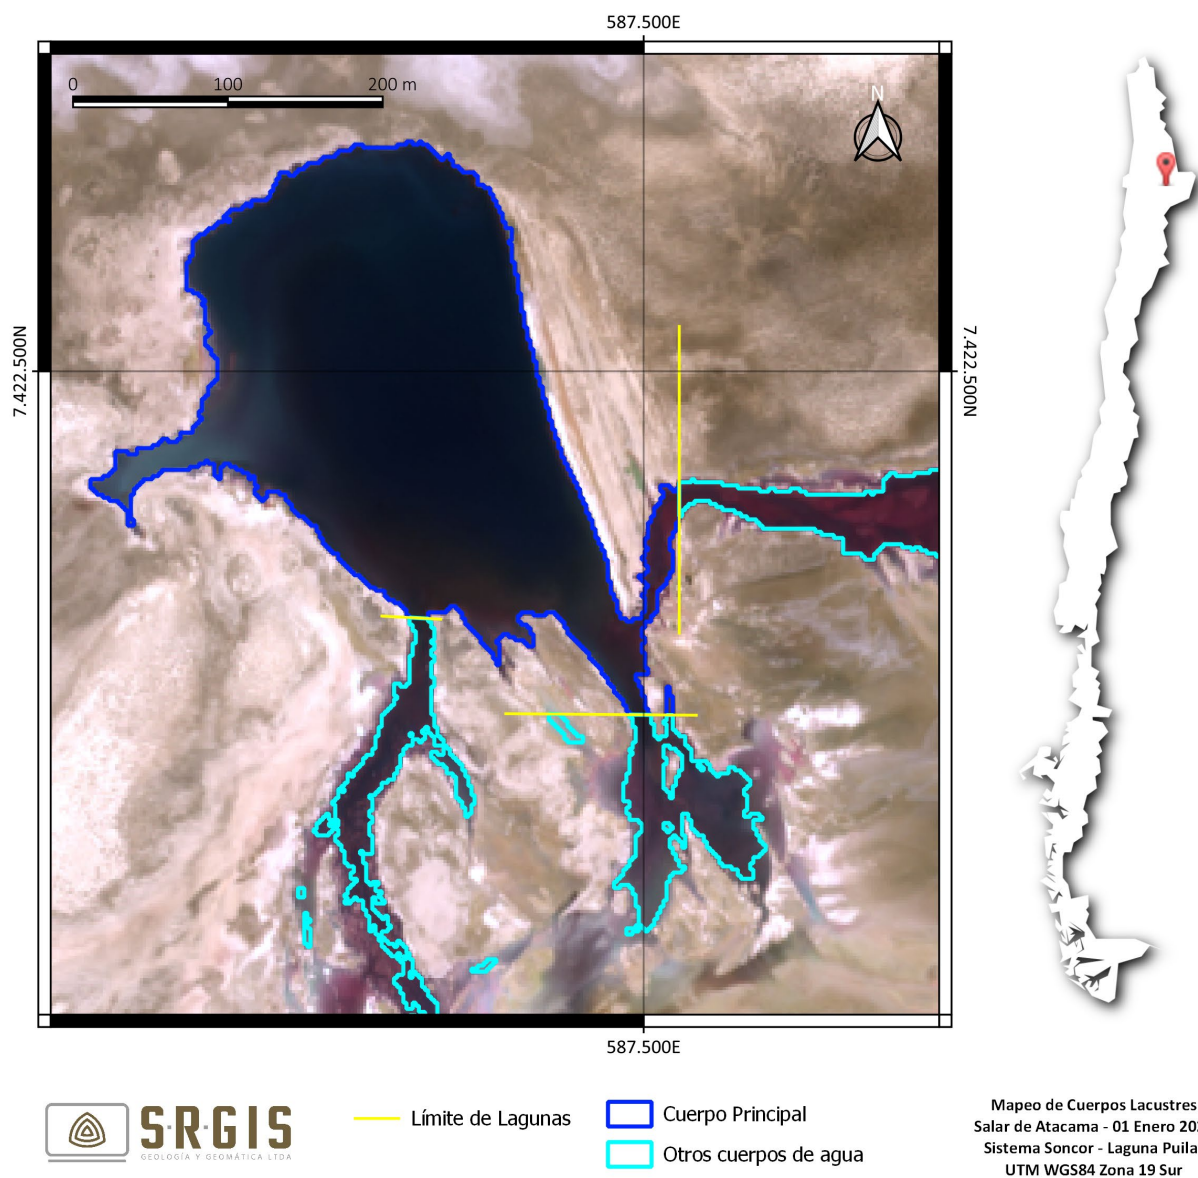 587.500E
0 100 200 m
N
7.422.500N
7.422.500N
587.500E
S·R·GIS
GEOLOGÍA Y GEOMÁTICA LTDA
Límite de Lagunas
Cuerpo Principal
Otros cuerpos de agua
Mapeo de Cuerpos Lacustres
Salar de Atacama - 01 Enero
Sistema Soncor - Laguna Puila
UTM WGS84 Zona 19 Sur